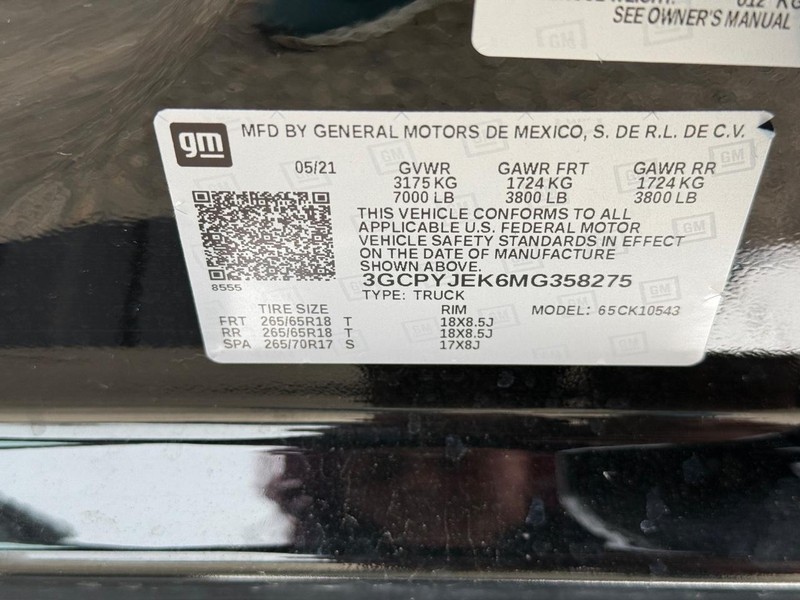 612 KG
SEE OWNER'S MANUAL
gm MFD BY GENERAL MOTORS DE MEXICO, S. DE R.L. DE C.V.
05/21 GVWR GAWR FRT GAWR RR
3175 KG 1724 KG 1724 KG
7000 LB 3800 LB 3800 LB
THIS VEHICLE CONFORMS TO ALL
APPLICABLE U.S. FEDERAL MOTOR
VEHICLE SAFETY STANDARDS IN EFFECT
ON THE DATE OF MANUFACTURE
SHOWN ABOVE.
8555 3GCPYJEK6MG358275
TYPE: TRUCK
TIRE SIZE RIM MODEL: 65CK10543
FRT 265/65R18 T 18X8.5J
RR 265/65R18 T 18X8.5J
SPA 265/70R17 S 17X8J